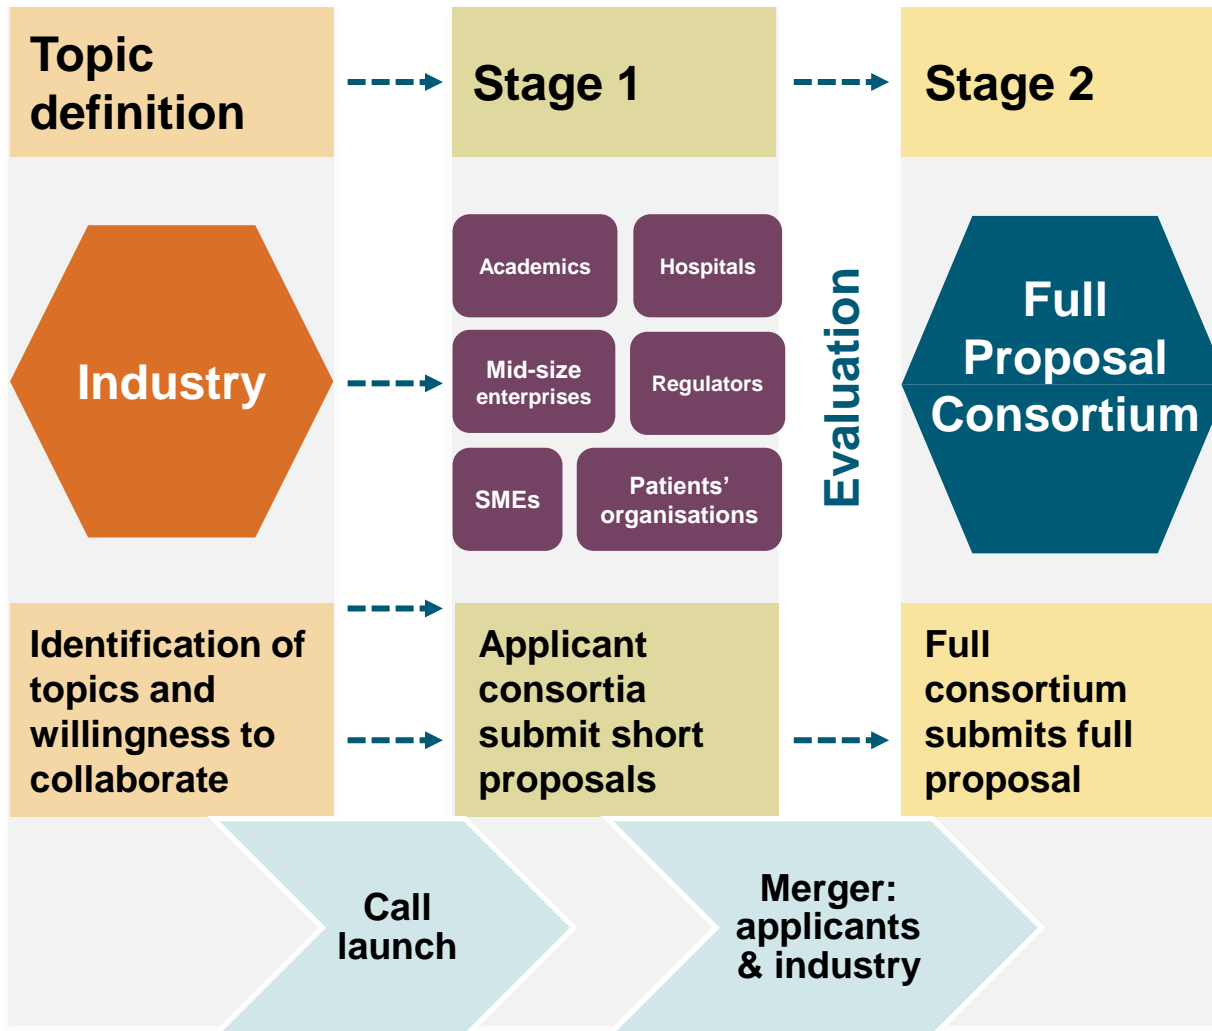 Topic
definition
Stage 1
Stage 2
Industry
Academics
Hospitals
Mid-size
enterprises
Regulators
SMEs
Patients’
organisations
Evaluation
Full
Proposal
Consortium
Identification of
topics and
willingness to
collaborate
Applicant
consortia
submit short
proposals
Full
consortium
submits full
proposal
Call
launch
Merger:
applicants
& industry